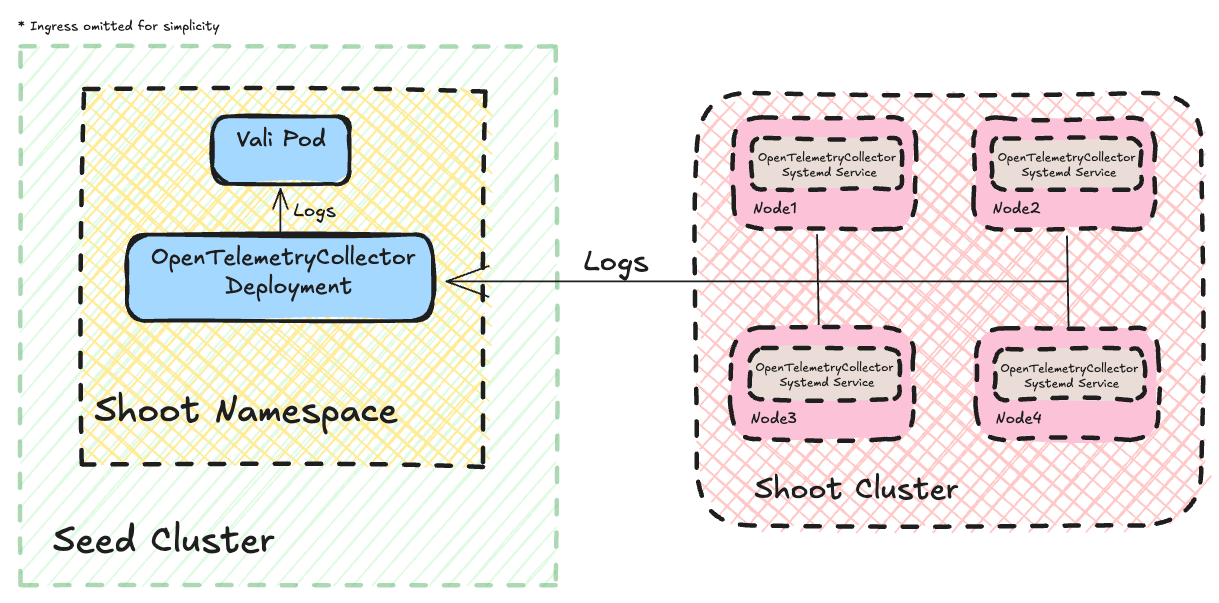 * Ingress omitted for simplicity
Vali Pod
Logs
OpenTelemetryCollector
Deployment
Shoot Namespace
Seed Cluster
Logs
OpenTelemetryCollector
Systemd Service
Node1
OpenTelemetryCollector
Systemd Service
Node2
OpenTelemetryCollector
Systemd Service
Node3
OpenTelemetryCollector
Systemd Service
Node4
Shoot Cluster